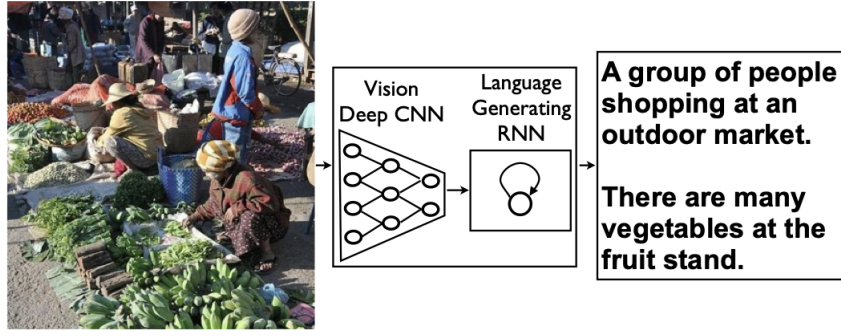 Vision
Deep CNN
Language
Generating
RNN
A group of people
shopping at an
outdoor market.
There are many
vegetables at the
fruit stand.